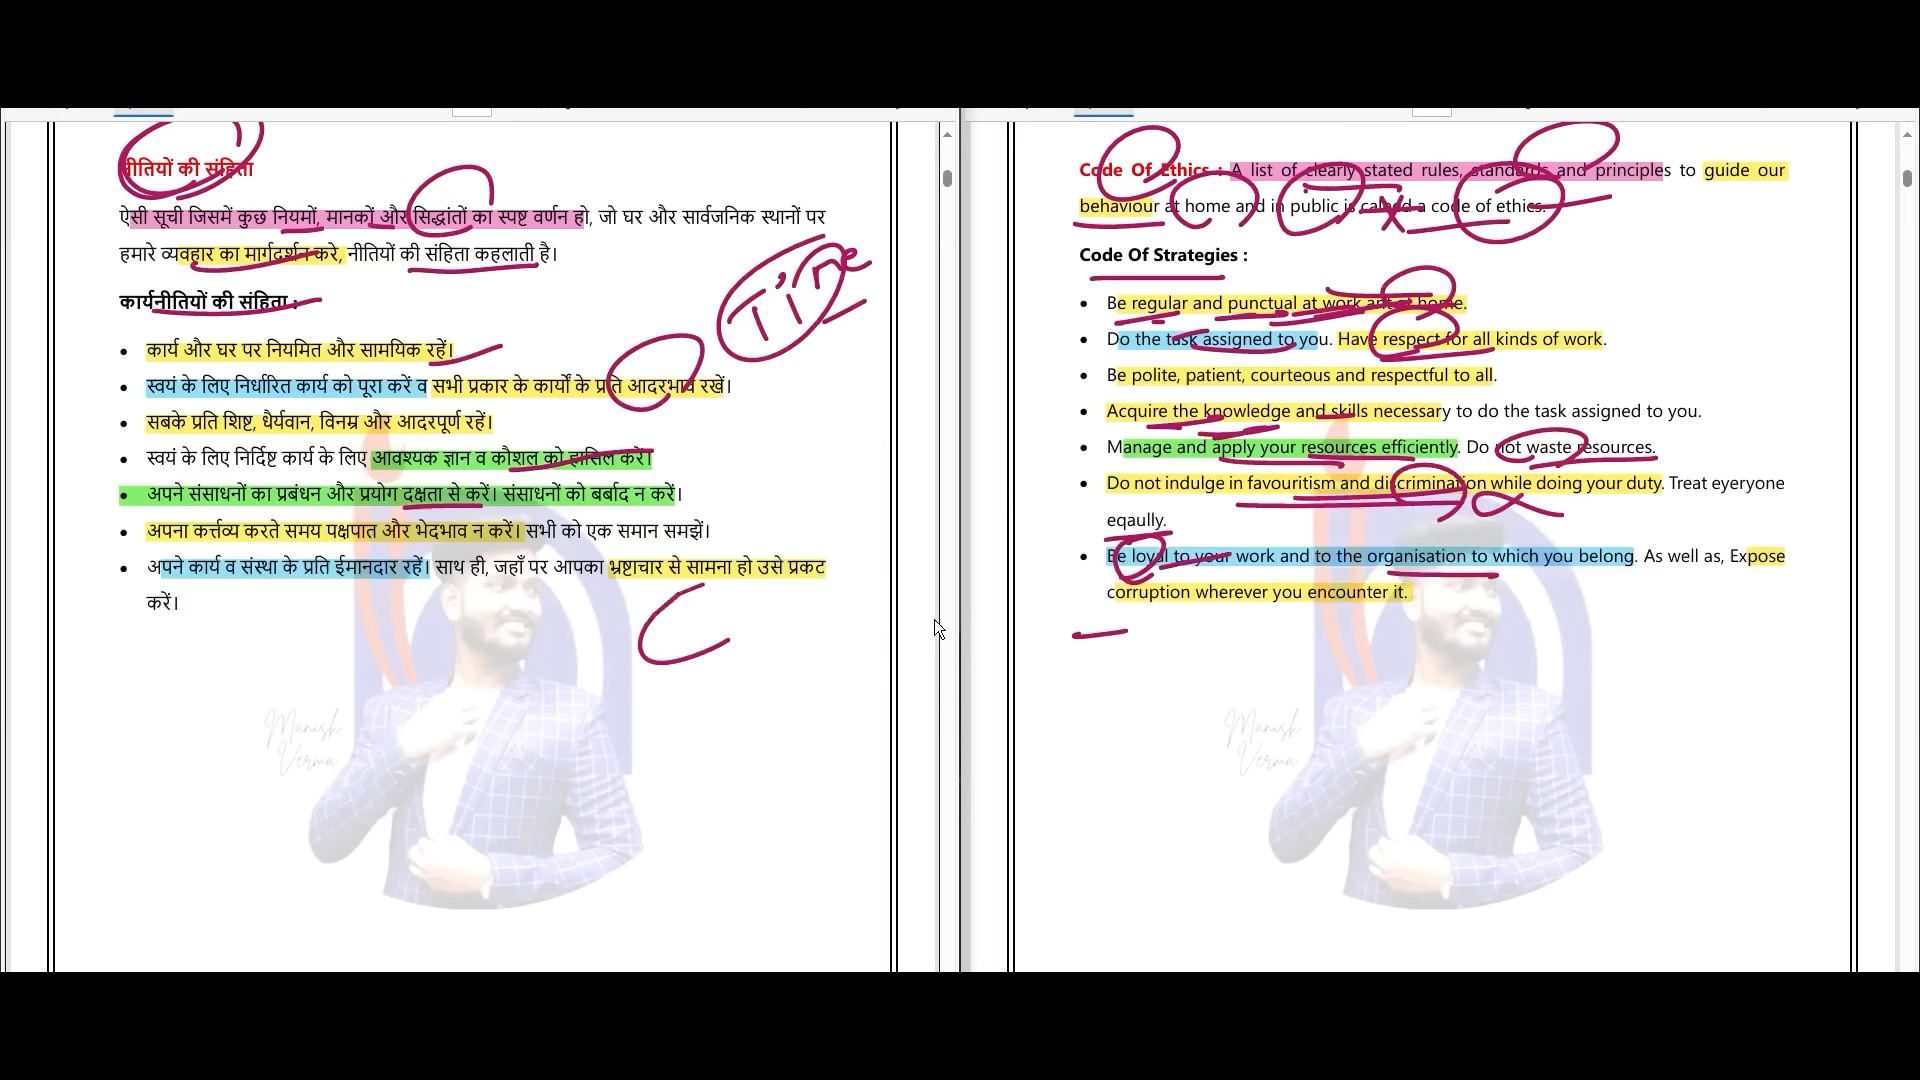 नीतियों की संहिता
ऐसी सूची जिसमें कुछ नियमों, मानकों और सिद्धांतों का स्पष्ट वर्णन हो, जो घर और सार्वजनिक स्थानों पर
हमारे व्यवहार का मार्गदर्शन करे, नीतियों की संहिता कहलाती है।
Time
कार्यनीतियों की संहिता :
• कार्य और घर पर नियमित और सामयिक रहें।
• स्वयं के लिए निर्धारित कार्य को पूरा करें व सभी प्रकार के कार्यों के प्रति आदरभाव रखें।
• सबके प्रति शिष्ट, धैर्यवान, विनम्र और आदरपूर्ण रहें।
• स्वयं के लिए निर्दिष्ट कार्य के लिए आवश्यक ज्ञान व कौशल को हासिल करें।
• अपने संसाधनों का प्रबंधन और प्रयोग दक्षता से करें। संसाधनों को बर्बाद न करें।
• अपना कर्त्तव्य करते समय पक्षपात और भेदभाव न करें। सभी को एक समान समझें।
• अपने कार्य व संस्था के प्रति ईमानदार रहें। साथ ही, जहाँ पर आपका भ्रष्टाचार से सामना हो उसे प्रकट
करें।
Manish
Verma
Code Of Ethics : A list of clearly stated rules, standards and principles to guide our
behaviour at home and in public is called a code of ethics.
Code Of Strategies :
• Be regular and punctual at work home.
• Do the task assigned to you. Have respect for all kinds of work.
• Be polite, patient, courteous and respectful to all.
• Acquire the knowledge and skills necessary to do the task assigned to you.
• Manage and apply your resources efficiently. Do not waste resources.
• Do not indulge in favouritism and discrimination while doing your duty. Treat eyeryone
eqaully.
• Be loyal to your work and to the organisation to which you belong. As well as, Expose
corruption wherever you encounter it.
Manish
Verma